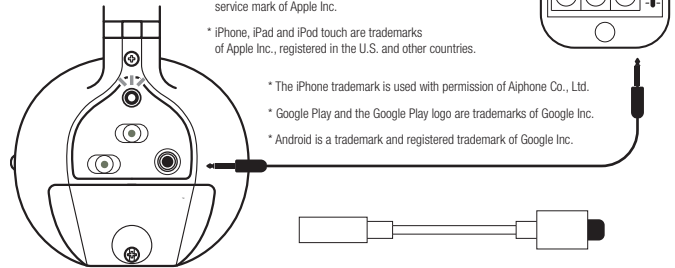 service mark of Apple Inc.
* iPhone, iPad and iPod touch are trademarks
of Apple Inc., registered in the U.S. and other countries.
* The iPhone trademark is used with permission of Aiphone Co., Ltd.
* Google Play and the Google Play logo are trademarks of Google Inc.
* Android is a trademark and registered trademark of Google Inc.